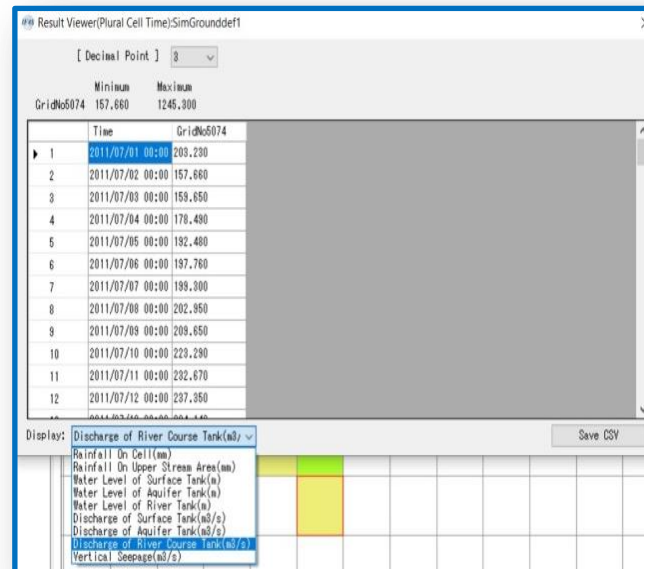 Result Viewer(Plural Cell Time):SimGrounddef1
[ Decimal Point ] 3
Minimum Maximum
GridNo5074 157.660 1245.300
Time GridNo5074
1 2011/07/01 00:00 203.230
2 2011/07/02 00:00 157.660
3 2011/07/03 00:00 159.650
4 2011/07/04 00:00 178.490
5 2011/07/05 00:00 192.480
6 2011/07/06 00:00 197.760
7 2011/07/07 00:00 199.300
8 2011/07/08 00:00 202.950
9 2011/07/09 00:00 209.650
10 2011/07/10 00:00 223.290
11 2011/07/11 00:00 232.670
12 2011/07/12 00:00 237.350
Display: Discharge of River Course Tank(m3/
Save CSV
Rainfall On Cell(mm)
Rainfall On Upper Stream Area(mm)
Water Level of Surface Tank(m)
Water Level of Aquifer Tank(m)
Water Level of River Tank(m)
Discharge of Surface Tank(m3/s)
Discharge of Aquifer Tank(m3/s)
Discharge of River Course Tank(m3/s)
Vertical Seepage(m3/s)